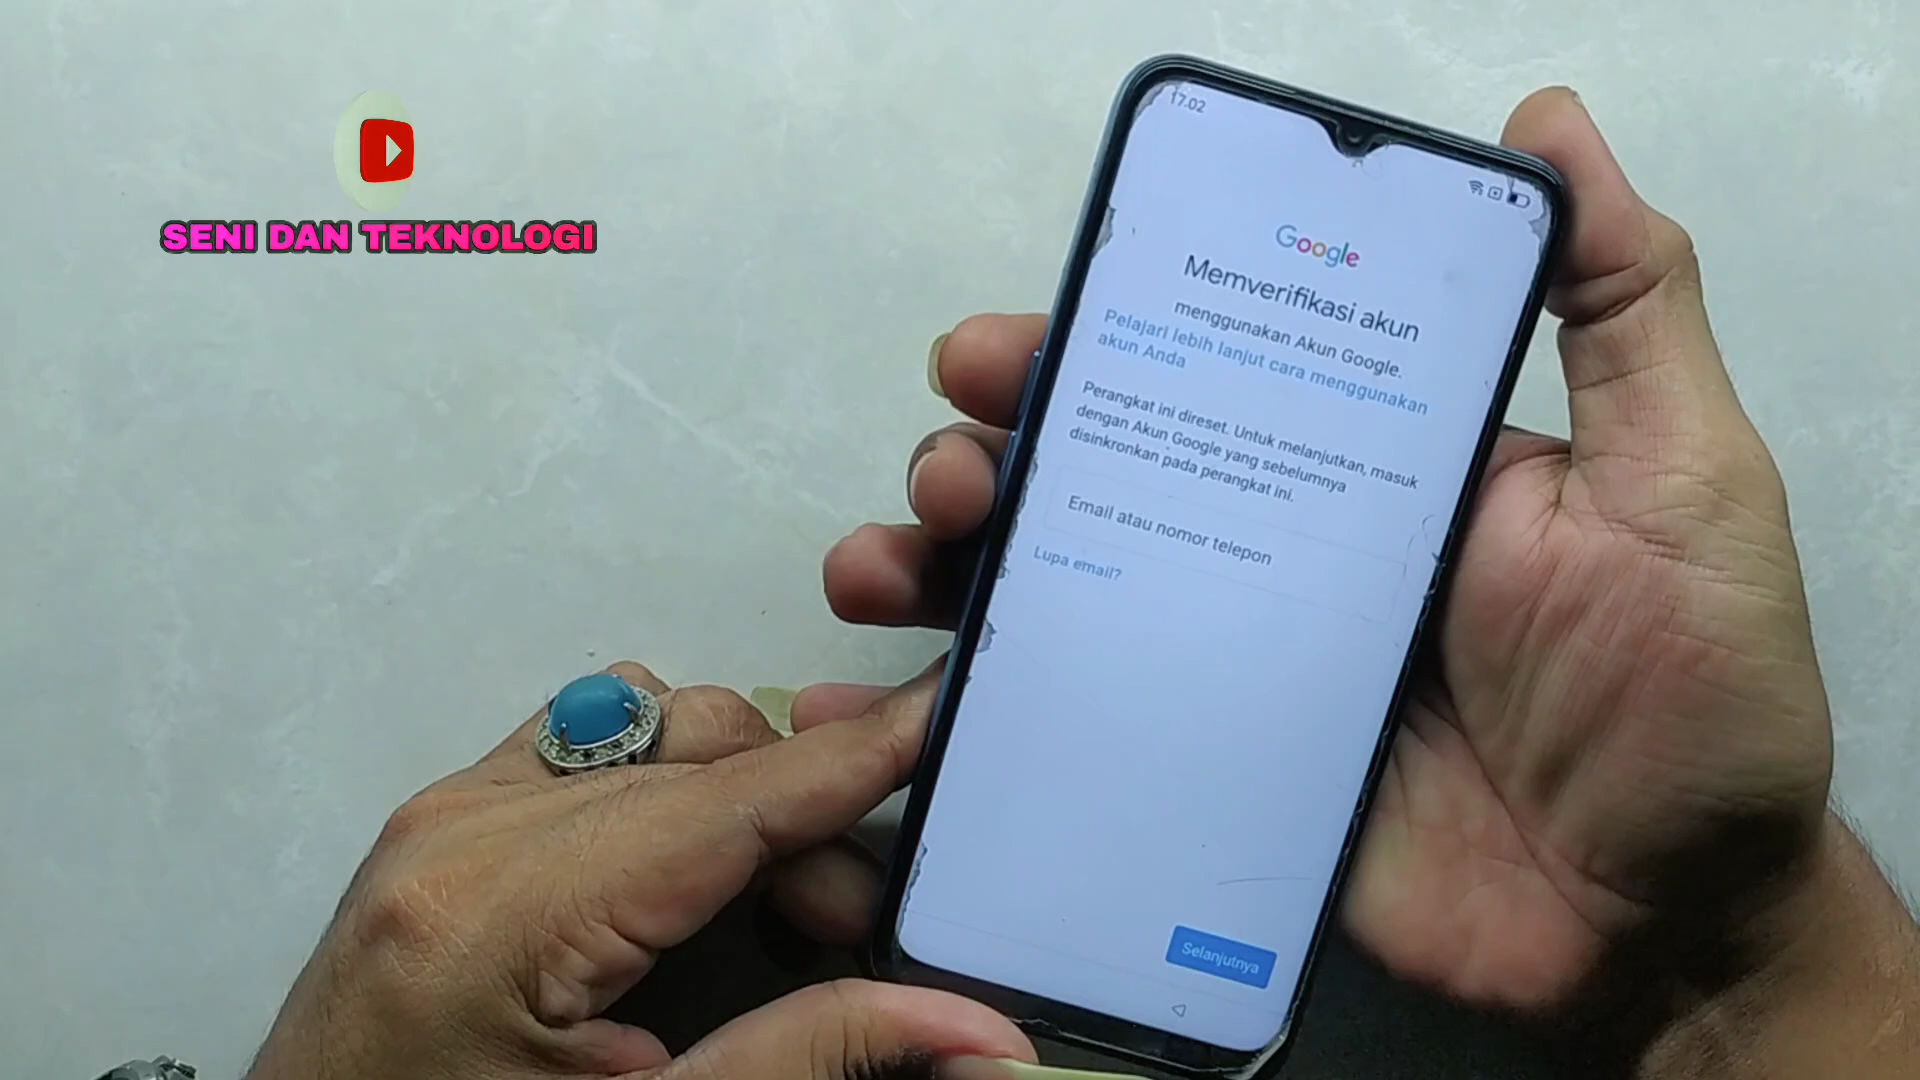 SENI DAN TEKNOLOGI
17.02
Google
Memverifikasi akun
menggunakan Akun Google.
Pelajari lebih lanjut cara menggunakan
akun Anda
Perangkat ini direset. Untuk melanjutkan, masuk
dengan Akun Google yang sebelumnya
disinkronkan pada perangkat ini.
Email atau nomor telepon
Lupa email?
Selanjutnya